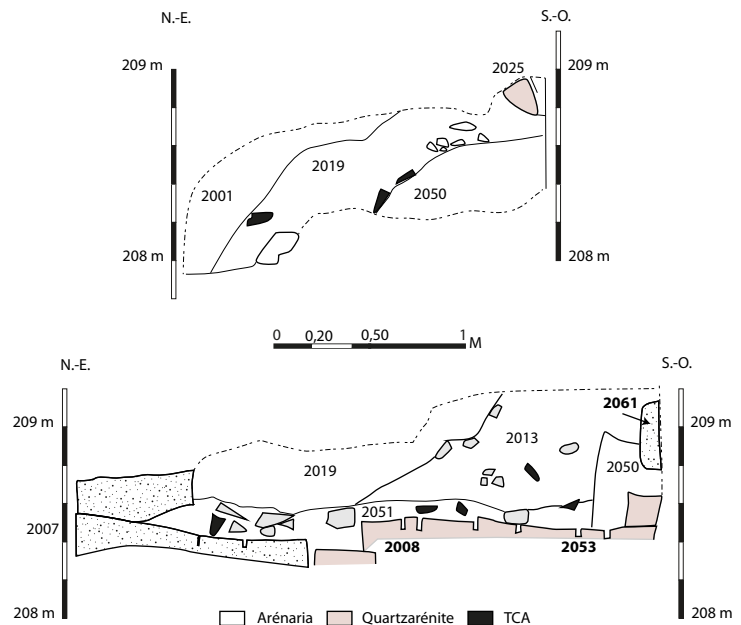 N.-E. S.-O.
2025
209 m 209 m
2019
2001 2050
208 m 208 m
0 0,20 0,50 1
M
N.-E. S.-O.
2061
209 m 209 m
2013
2019 2050
2051
2007
2008 2053
208 m 208 m
Arénaria Quartzarénite TCA